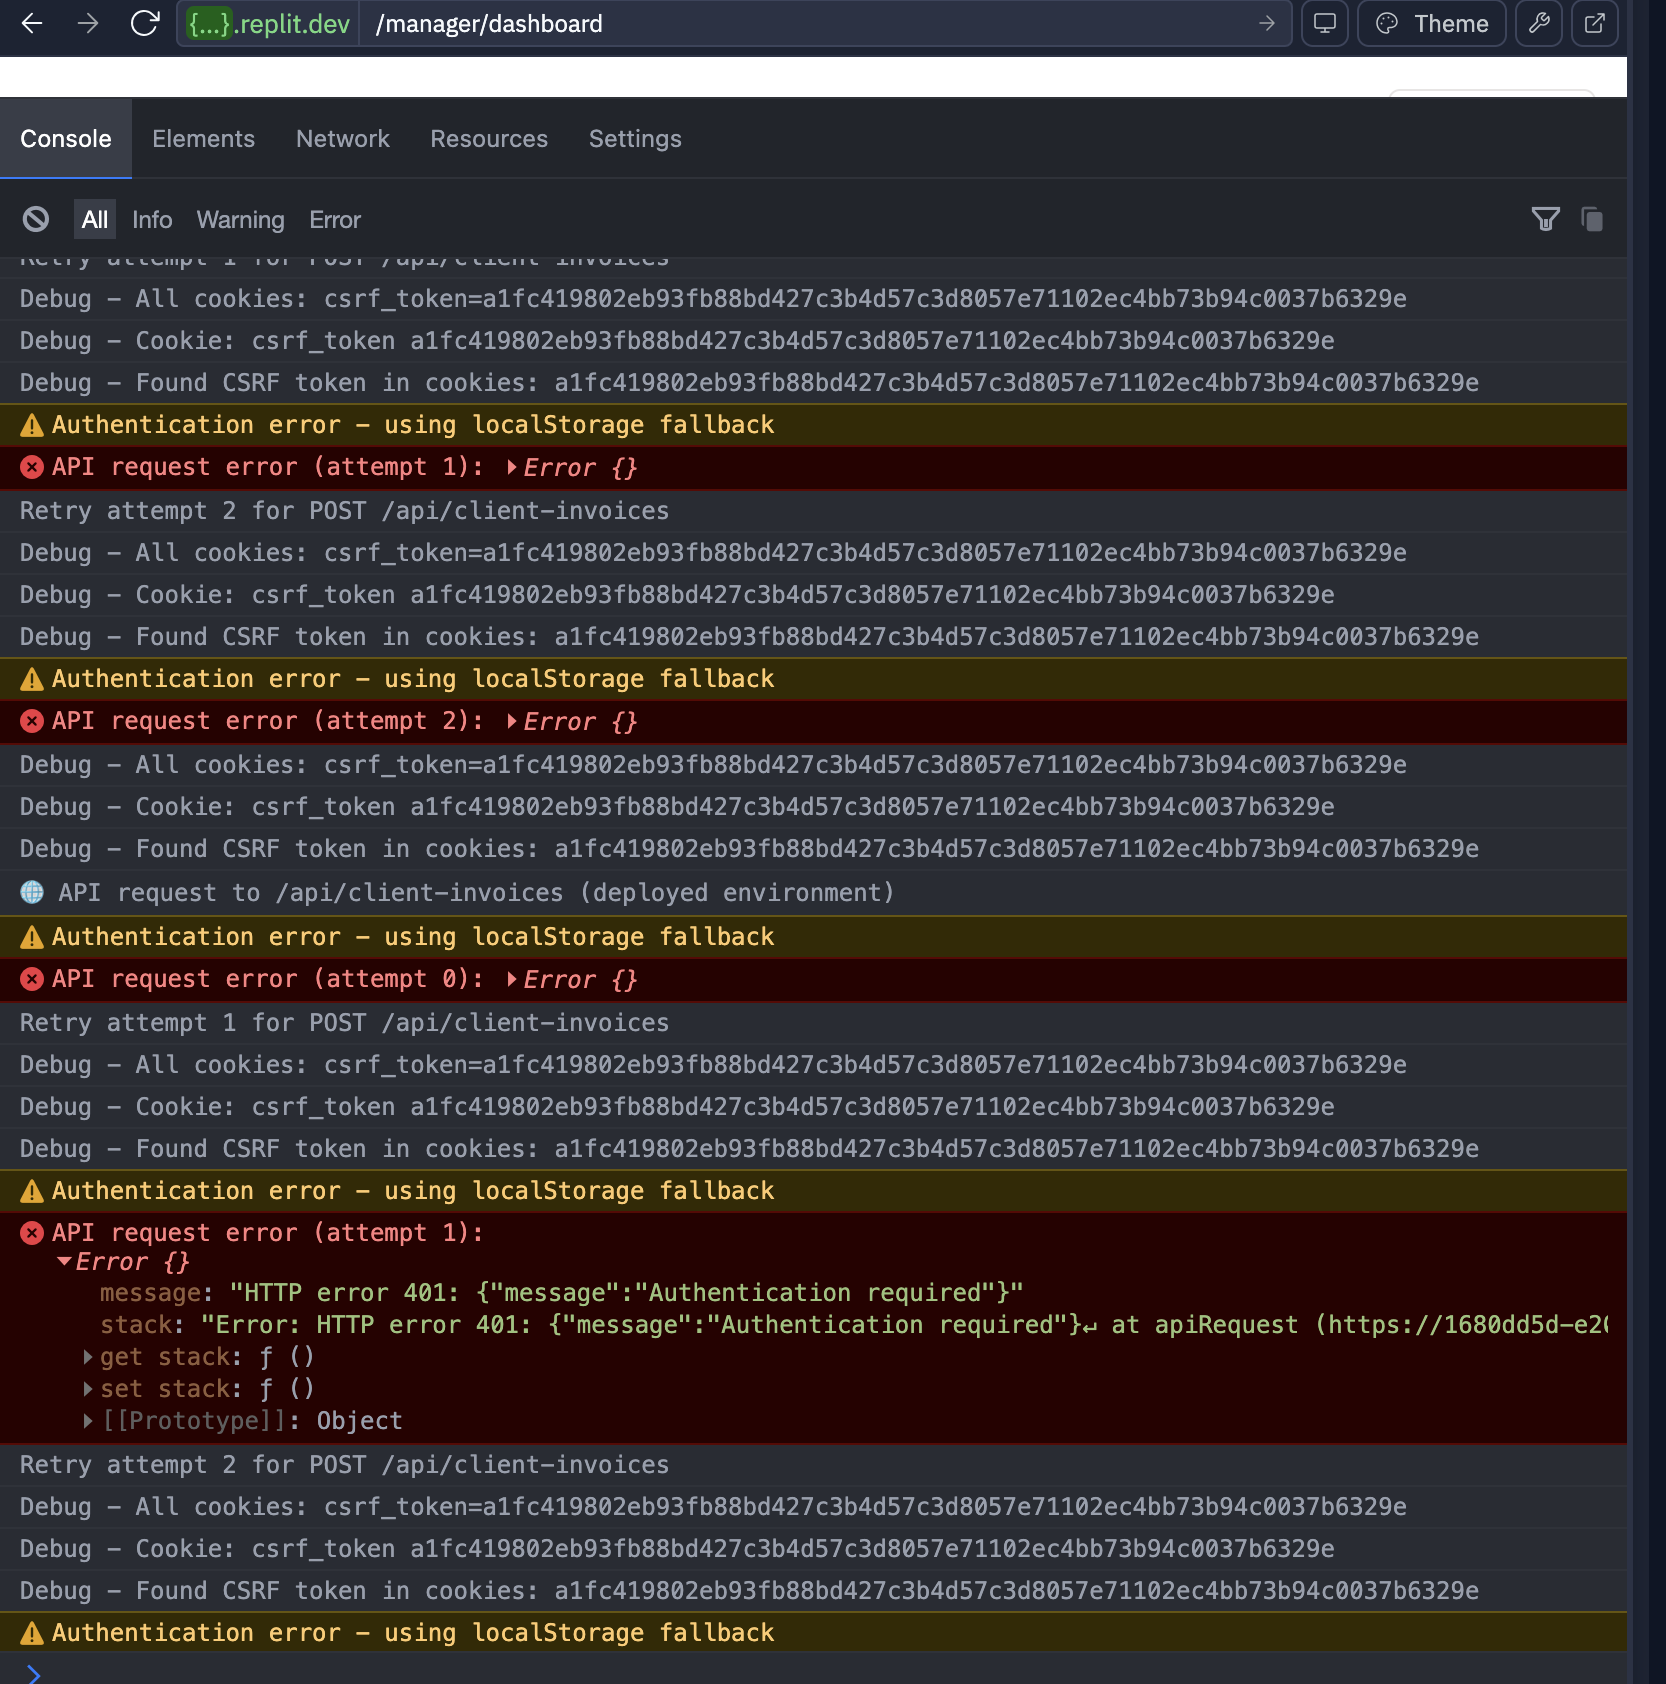 {...}.replit.dev /manager/dashboard → Theme
Console Elements Network Resources Settings
All Info Warning Error
Retry attempt 1 for POST /api/client-invoices
Debug – All cookies: csrf_token=a1fc419802eb93fb88bd427c3b4d57c3d8057e71102ec4bb73b94c0037b6329e
Debug – Cookie: csrf_token a1fc419802eb93fb88bd427c3b4d57c3d8057e71102ec4bb73b94c0037b6329e
Debug – Found CSRF token in cookies: a1fc419802eb93fb88bd427c3b4d57c3d8057e71102ec4bb73b94c0037b6329e
Authentication error – using localStorage fallback
API request error (attempt 1): Error {}
Retry attempt 2 for POST /api/client-invoices
Debug – All cookies: csrf_token=a1fc419802eb93fb88bd427c3b4d57c3d8057e71102ec4bb73b94c0037b6329e
Debug – Cookie: csrf_token a1fc419802eb93fb88bd427c3b4d57c3d8057e71102ec4bb73b94c0037b6329e
Debug – Found CSRF token in cookies: a1fc419802eb93fb88bd427c3b4d57c3d8057e71102ec4bb73b94c0037b6329e
Authentication error – using localStorage fallback
API request error (attempt 2): Error {}
Debug – All cookies: csrf_token=a1fc419802eb93fb88bd427c3b4d57c3d8057e71102ec4bb73b94c0037b6329e
Debug – Cookie: csrf_token a1fc419802eb93fb88bd427c3b4d57c3d8057e71102ec4bb73b94c0037b6329e
Debug – Found CSRF token in cookies: a1fc419802eb93fb88bd427c3b4d57c3d8057e71102ec4bb73b94c0037b6329e
🌐 API request to /api/client-invoices (deployed environment)
Authentication error – using localStorage fallback
API request error (attempt 0): Error {}
Retry attempt 1 for POST /api/client-invoices
Debug – All cookies: csrf_token=a1fc419802eb93fb88bd427c3b4d57c3d8057e71102ec4bb73b94c0037b6329e
Debug – Cookie: csrf_token a1fc419802eb93fb88bd427c3b4d57c3d8057e71102ec4bb73b94c0037b6329e
Debug – Found CSRF token in cookies: a1fc419802eb93fb88bd427c3b4d57c3d8057e71102ec4bb73b94c0037b6329e
Authentication error – using localStorage fallback
API request error (attempt 1):
Error {}
message: "HTTP error 401: {"message":"Authentication required"}"
stack: "Error: HTTP error 401: {"message":"Authentication required"}↵ at apiRequest (https://1680dd5d-e2
get stack: ƒ ()
set stack: ƒ ()
[[Prototype]]: Object
Retry attempt 2 for POST /api/client-invoices
Debug – All cookies: csrf_token=a1fc419802eb93fb88bd427c3b4d57c3d8057e71102ec4bb73b94c0037b6329e
Debug – Cookie: csrf_token a1fc419802eb93fb88bd427c3b4d57c3d8057e71102ec4bb73b94c0037b6329e
Debug – Found CSRF token in cookies: a1fc419802eb93fb88bd427c3b4d57c3d8057e71102ec4bb73b94c0037b6329e
Authentication error – using localStorage fallback